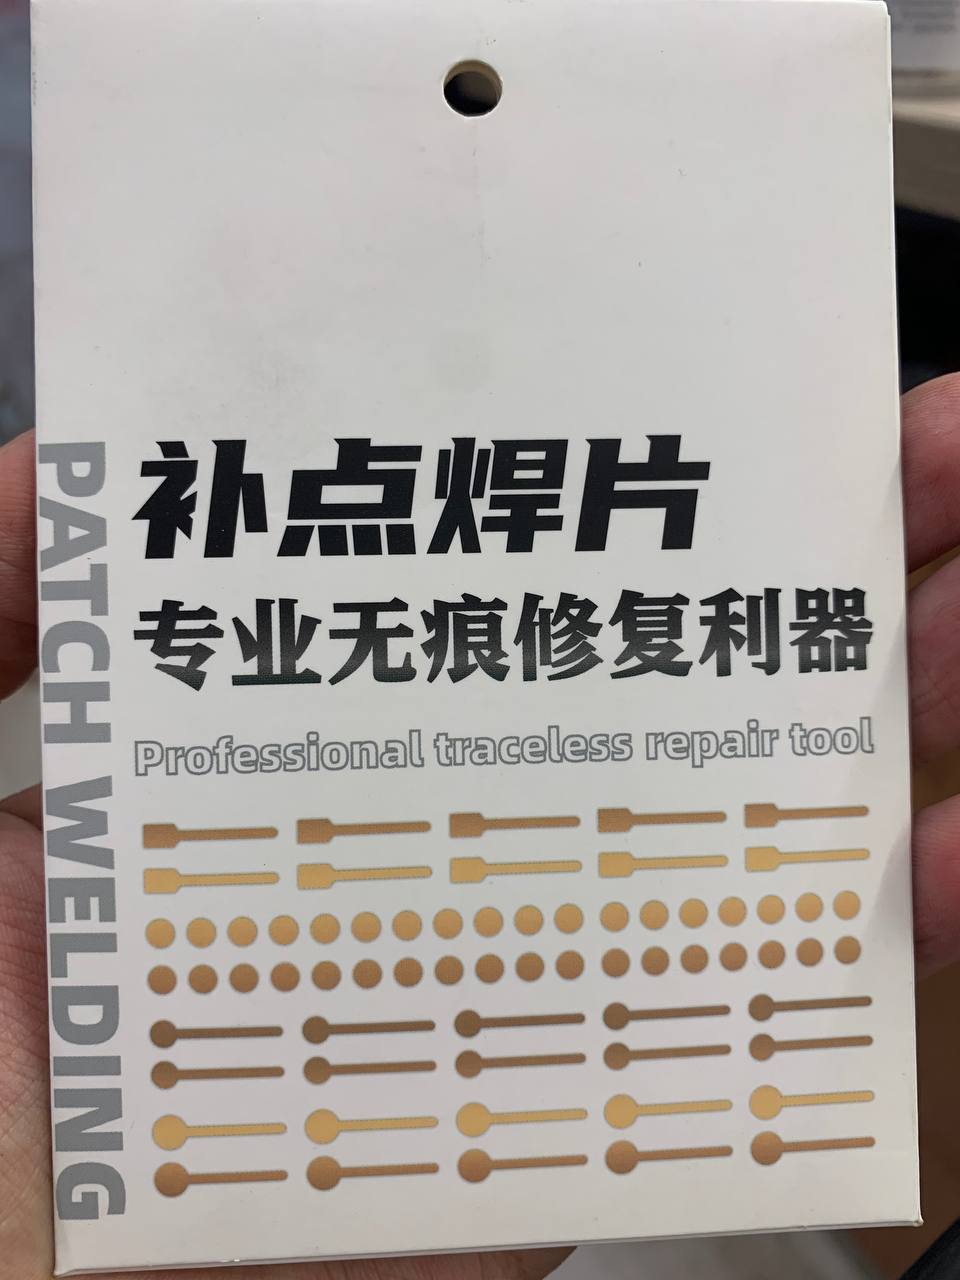 补点焊片
专业无痕修复利器
Professional traceless repair tool
PATCH WELDING